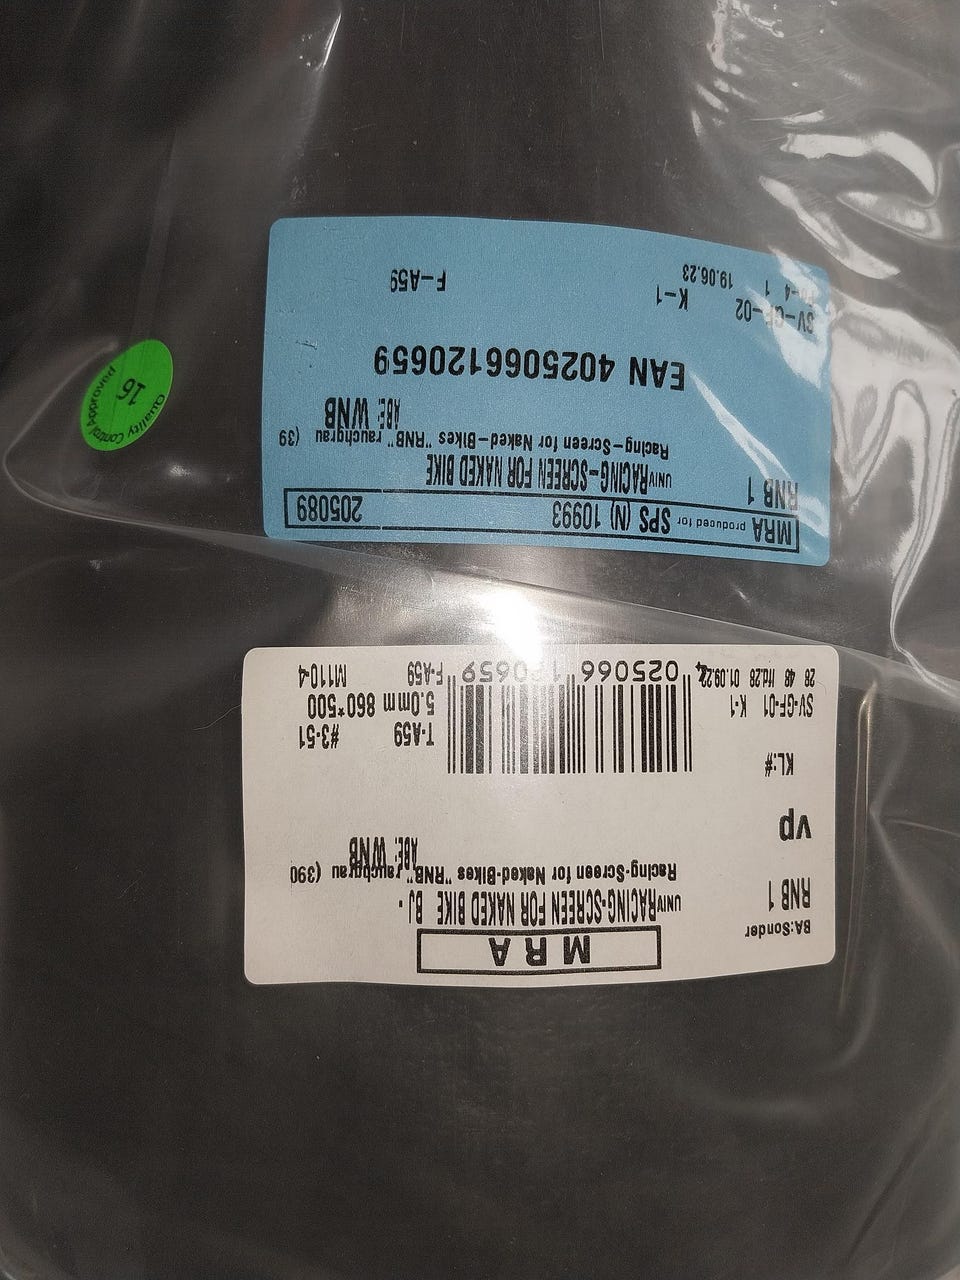 BA:Sonder
MRA
RNB 1
univRACING-SCREEN FOR NAKED BIKE BJ -
Racing-Screen for Naked-Bikes "RNB" rauchgrau (390
ABE: WNB
vp
KL:#
SV-GF-01 K-1
T-A59 #3-51
5.0mm 860*500
F-A59 M110-4
025066 1 0659
MRA produced for SPS (N) 10993 205089
RNB 1
univRACING-SCREEN FOR NAKED BIKE
Racing-Screen for Naked-Bikes "RNB" rauchgrau (39
ABE: WNB
EAN 4025066120659
K-1
F-A59
19.06.23
Quality Control Approved
16